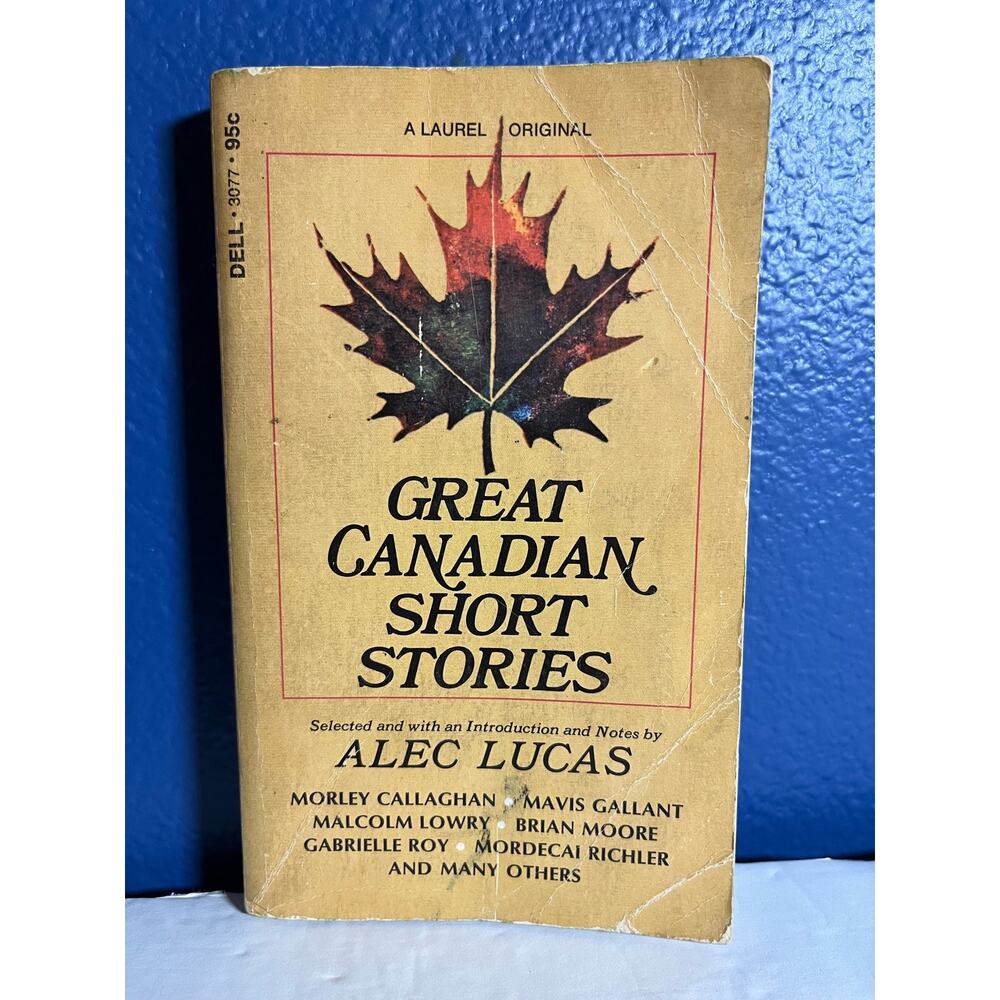 DELL • 3077 • 95c
A LAUREL ORIGINAL
GREAT
CANADIAN
SHORT
STORIES
Selected and with an Introduction and Notes by
ALEC LUCAS
MORLEY CALLAGHAN • MAVIS GALLANT
MALCOLM LOWRY • BRIAN MOORE
GABRIELLE ROY • MORDECAI RICHLER
AND MANY OTHERS